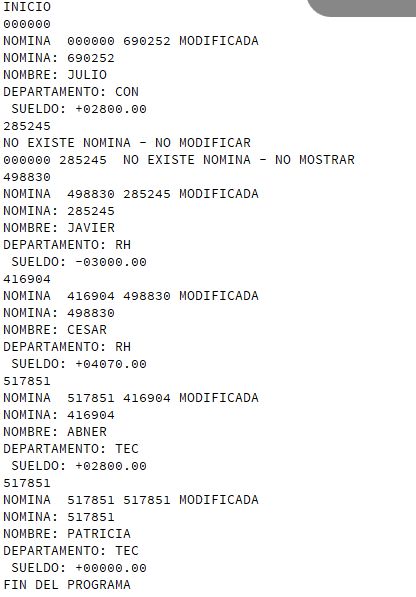 INICIO
000000
NOMINA  000000 690252 MODIFICADA
NOMINA: 690252
NOMBRE: JULIO
DEPARTAMENTO: CON
 SUELDO: +02800.00
285245
NO EXISTE NOMINA - NO MODIFICAR
000000 285245  NO EXISTE NOMINA - NO MOSTRAR
498830
NOMINA  498830 285245 MODIFICADA
NOMINA: 285245
NOMBRE: JAVIER
DEPARTAMENTO: RH
 SUELDO: -03000.00
416904
NOMINA  416904 498830 MODIFICADA
NOMINA: 498830
NOMBRE: CESAR
DEPARTAMENTO: RH
 SUELDO: +04070.00
517851
NOMINA  517851 416904 MODIFICADA
NOMINA: 416904
NOMBRE: ABNER
DEPARTAMENTO: TEC
 SUELDO: +02800.00
517851
NOMINA  517851 517851 MODIFICADA
NOMINA: 517851
NOMBRE: PATRICIA
DEPARTAMENTO: TEC
 SUELDO: +00000.00
FIN DEL PROGRAMA